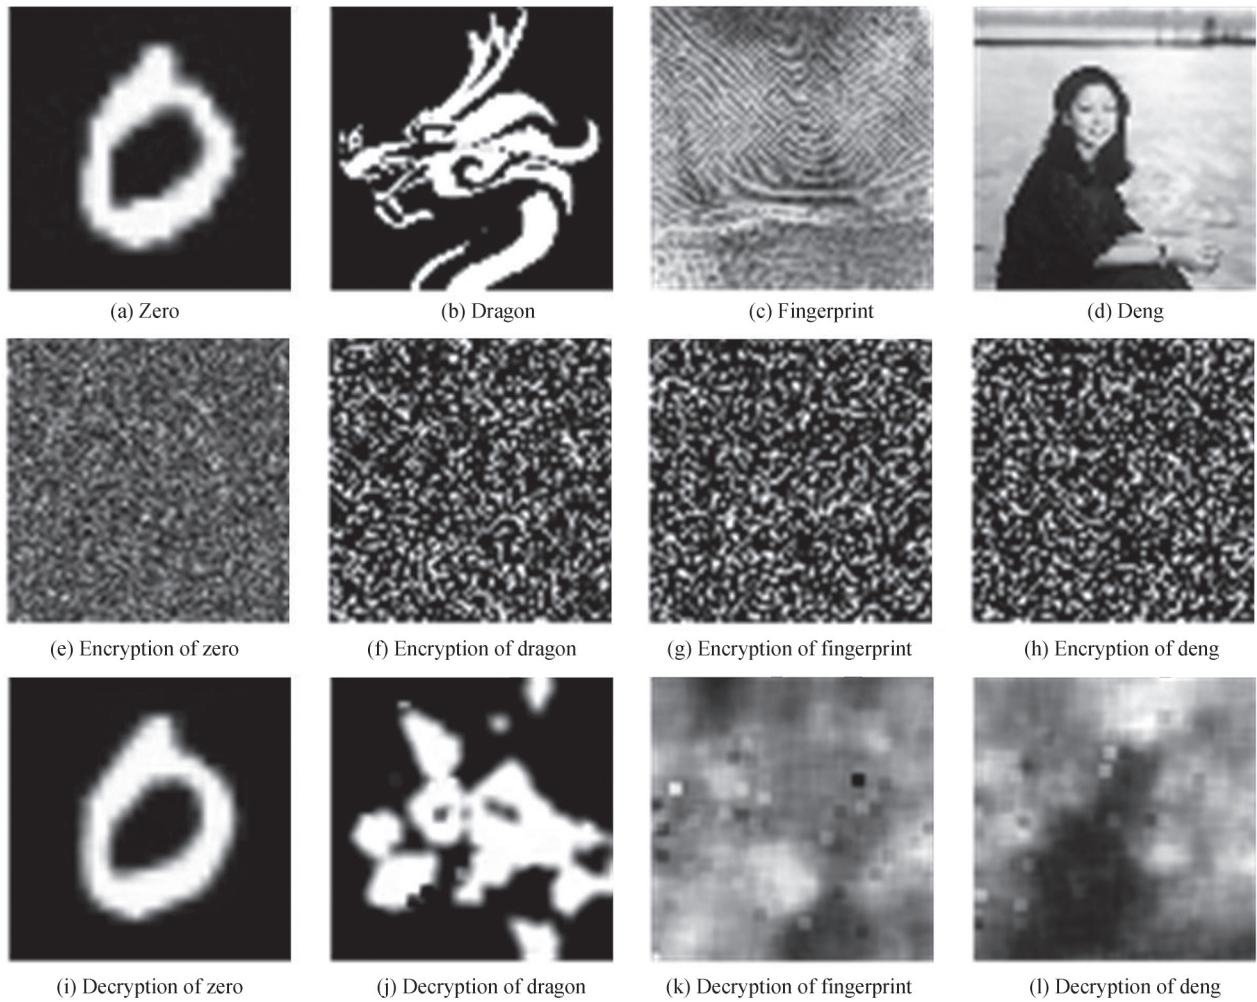 (a) Zero
(b) Dragon
(c) Fingerprint
(d) Deng
(e) Encryption of zero
(f) Encryption of dragon
(g) Encryption of fingerprint
(h) Encryption of deng
(i) Decryption of zero
(j) Decryption of dragon
(k) Decryption of fingerprint
(l) Decryption of deng